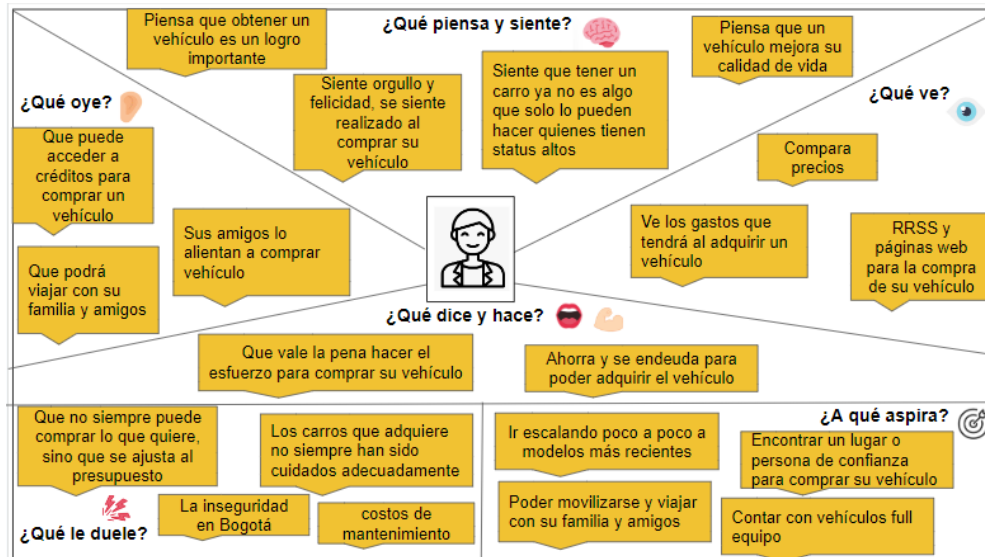 ¿Qué piensa y siente?
Piensa que obtener un
vehículo es un logro
importante
Siente orgullo y
felicidad, se siente
realizado al
comprar su
vehículo
Siente que tener un
carro ya no es algo
que solo lo pueden
hacer quienes tienen
status altos
Piensa que un
vehículo mejora su
calidad de vida
¿Qué oye?
Que puede
acceder a
créditos para
comprar un
vehículo
Sus amigos lo
alientan a comprar
vehículo
Que podrá
viajar con su
familia y amigos
¿Qué ve?
Compara
precios
Ve los gastos que
tendrá al adquirir un
vehículo
RRSS y
páginas web
para la compra
de su vehículo
¿Qué dice y hace?
Que vale la pena hacer el
esfuerzo para comprar su vehículo
Ahorra y se endeuda para
poder adquirir el vehículo
Que no siempre puede
comprar lo que quiere,
sino que se ajusta al
presupuesto
Los carros que adquiere
no siempre han sido
cuidados adecuadamente
La inseguridad
en Bogotá
costos de
mantenimiento
¿Qué le duele?
¿A qué aspira?
Ir escalando poco a poco a
modelos más recientes
Encontrar un lugar o
persona de confianza
para comprar su vehículo
Poder movilizarse y viajar
con su familia y amigos
Contar con vehículos full
equipo